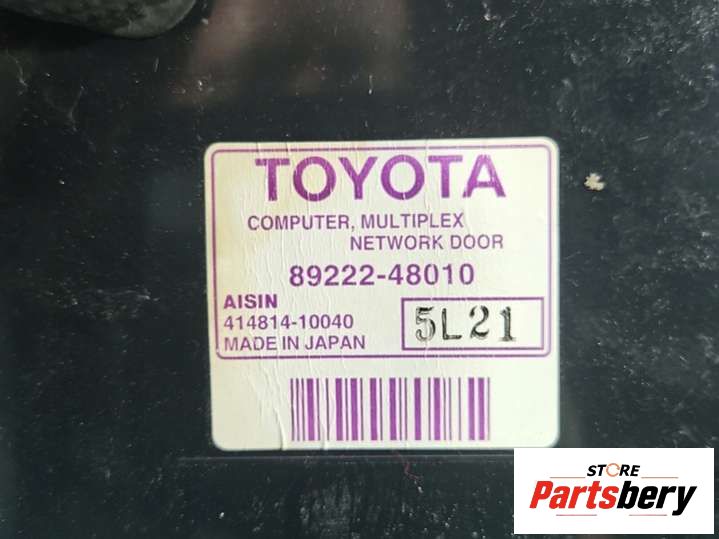 TOYOTA
COMPUTER, MULTIPLEX
NETWORK DOOR
89222-48010
AISIN
414814-10040
MADE IN JAPAN
5L21
STORE
Partsbery